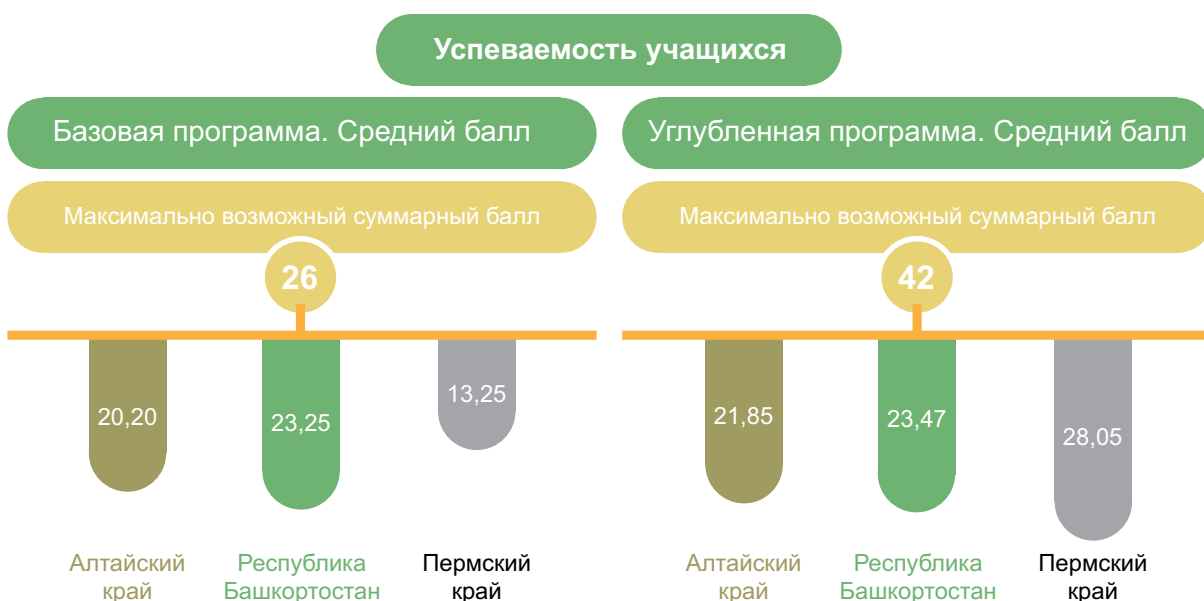 Успеваемость учащихся
Базовая программа. Средний балл
Максимально возможный суммарный балл
26
20,20
23,25
13,25
Алтайский
край
Республика
Башкортостан
Пермский
край
Углубленная программа. Средний балл
Максимально возможный суммарный балл
42
21,85
23,47
28,05
Алтайский
край
Республика
Башкортостан
Пермский
край